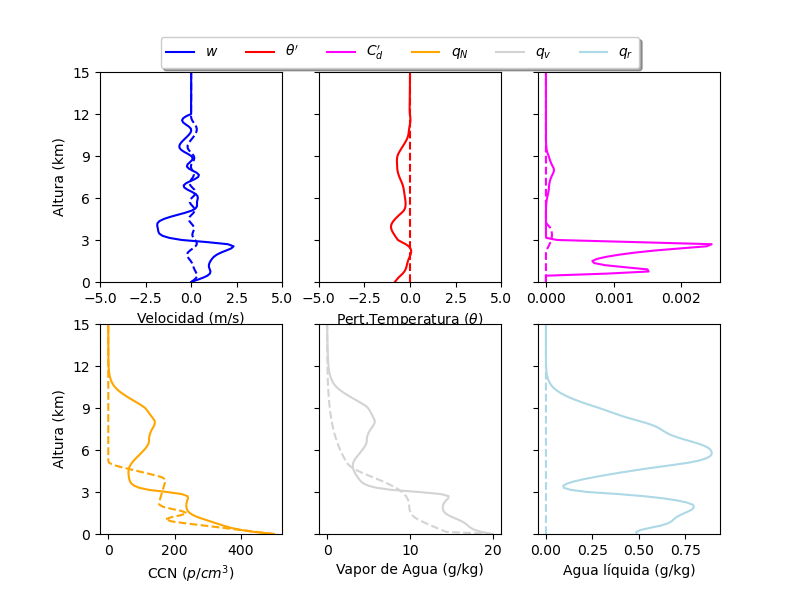 w θ′ C′d qN qv qr
15
12
9
6
3
0
Altura (km)
−5.0 −2.5 0.0 2.5 5.0
Velocidad (m/s)
−5.0 −2.5 0.0 2.5 5.0
Pert.Temperatura (θ)
0.000 0.001 0.002
15
12
9
6
3
0
Altura (km)
0 200 400
CCN (p/cm³)
0 10 20
Vapor de Agua (g/kg)
0.00 0.25 0.50 0.75
Agua líquida (g/kg)